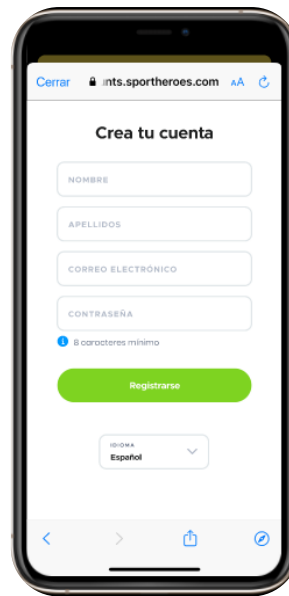 Cerrar nts.sportheroes.com AA
Crea tu cuenta
NOMBRE
APELLIDOS
CORREO ELECTRÓNICO
CONTRASEÑA
8 caracteres mínimo
Registrarse
IDIOMA
Español